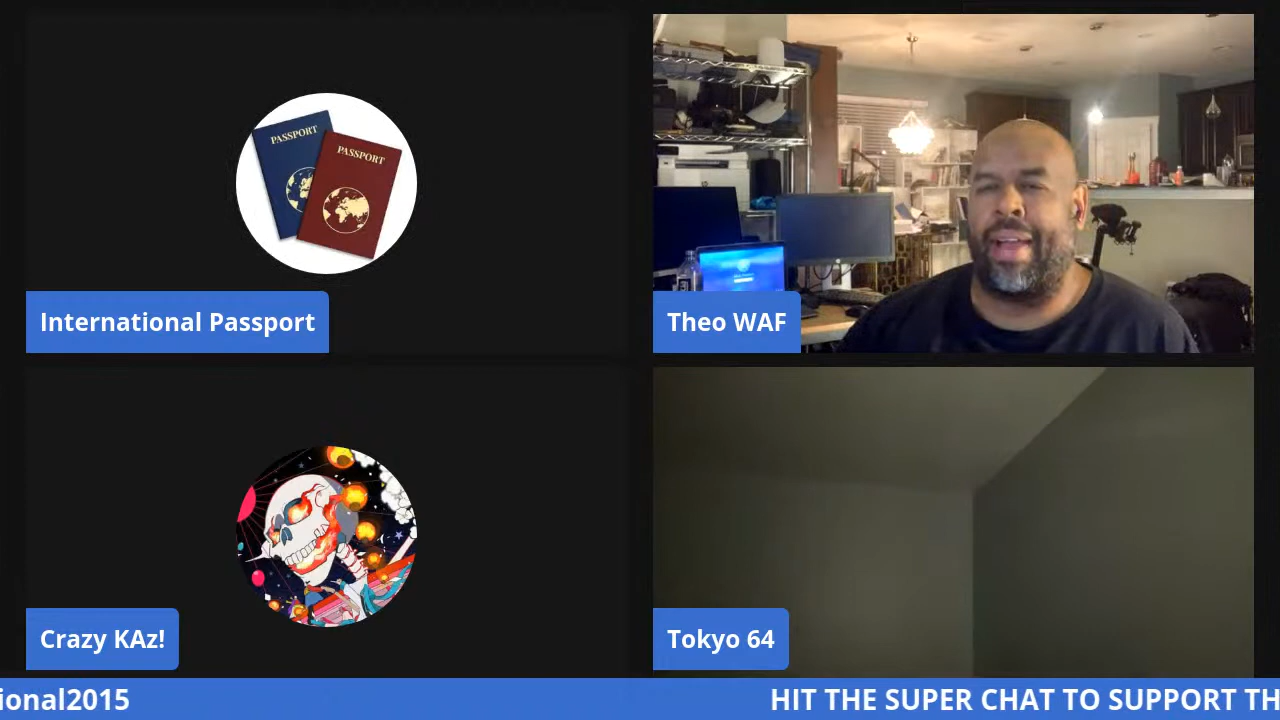 PASSPORT
PASSPORT
International Passport
Theo WAF
Crazy KAz!
Tokyo 64
ional2015
HIT THE SUPER CHAT TO SUPPORT TH